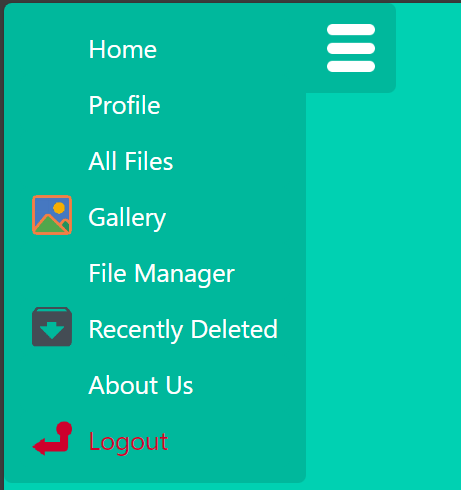 Home
Profile
All Files
Gallery
File Manager
Recently Deleted
About Us
Logout